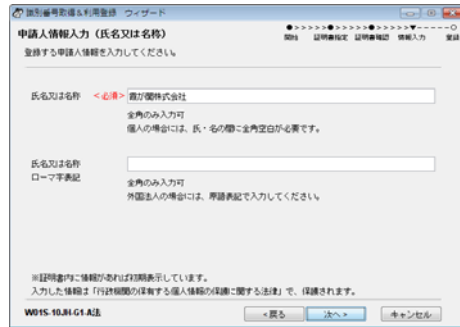 識別番号取得&利用登録 ウィザード
申請人情報入力（氏名又は名称）
●>>>>>●>>>>>●>>>>>▼-----○
開始 証明書指定 証明書確認 情報入力 登録
登録する申請人情報を入力してください。
氏名又は名称 <必須> 霞が関株式会社
全角のみ入力可
個人の場合には、氏・名の間に全角空白が必要です。
氏名又は名称
ローマ字表記
全角のみ入力可
外国法人の場合には、原語表記で入力してください。
※証明書内に情報があれば初期表示しています。
入力した情報は「行政機関の保有する個人情報の保護に関する法律」で、保護されます。
W01S-10.JH-G1-A法
<戻る 次へ> キャンセル